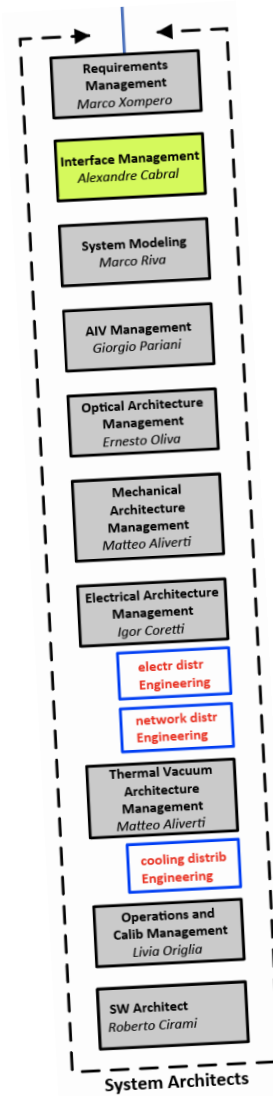 Requirements
Management
Marco Xompero
Interface Management
Alexandre Cabral
System Modeling
Marco Riva
AIV Management
Giorgio Pariani
Optical Architecture
Management
Ernesto Oliva
Mechanical
Architecture
Management
Matteo Aliverti
Electrical Architecture
Management
Igor Coretti
electr distr
Engineering
network distr
Engineering
Thermal Vacuum
Architecture
Management
Matteo Aliverti
cooling distrib
Engineering
Operations and
Calib Management
Livia Origlia
SW Architect
Roberto Cirami
System Architects